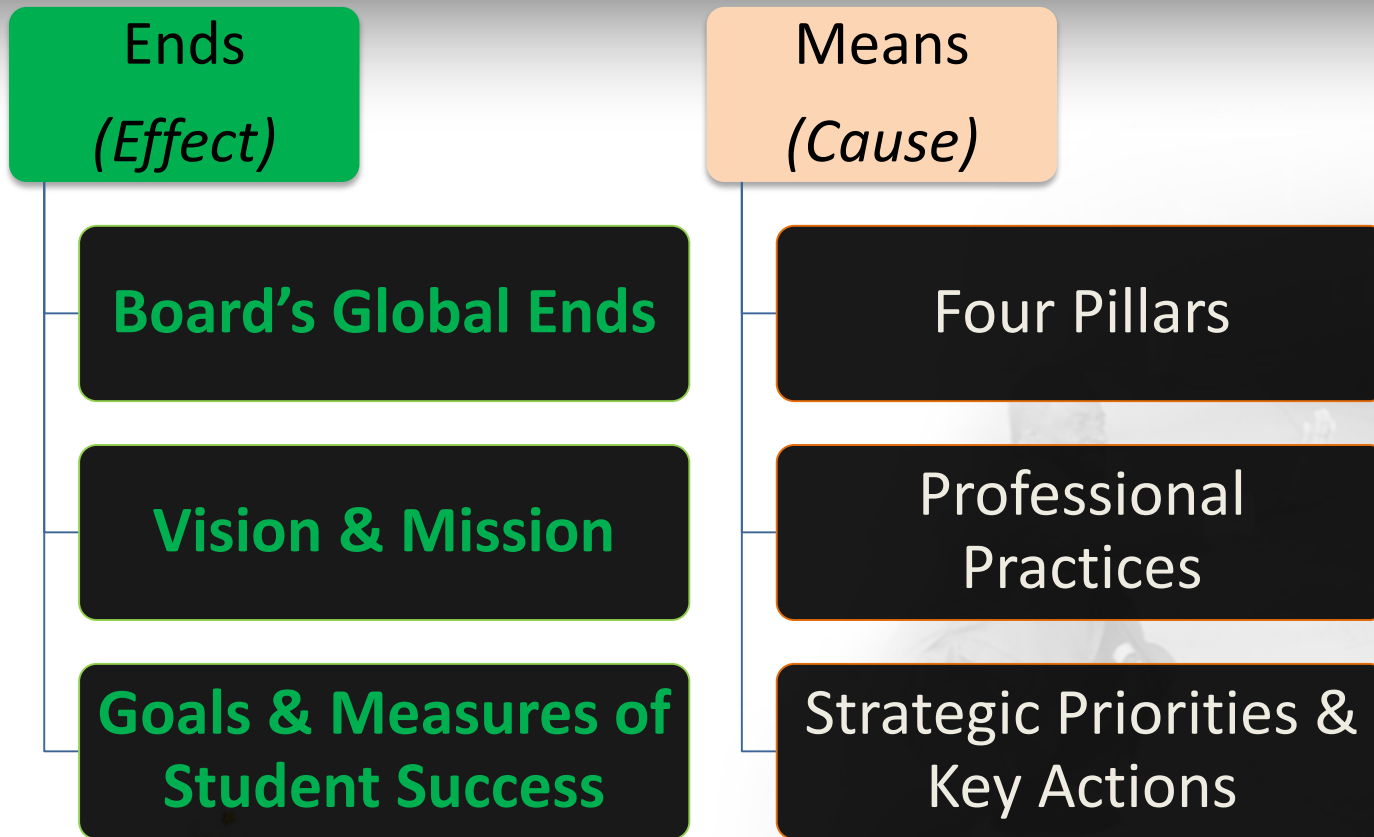 Ends
(Effect)
Board’s Global Ends
Vision & Mission
Goals & Measures of
Student Success
Means
(Cause)
Four Pillars
Professional
Practices
Strategic Priorities &
Key Actions